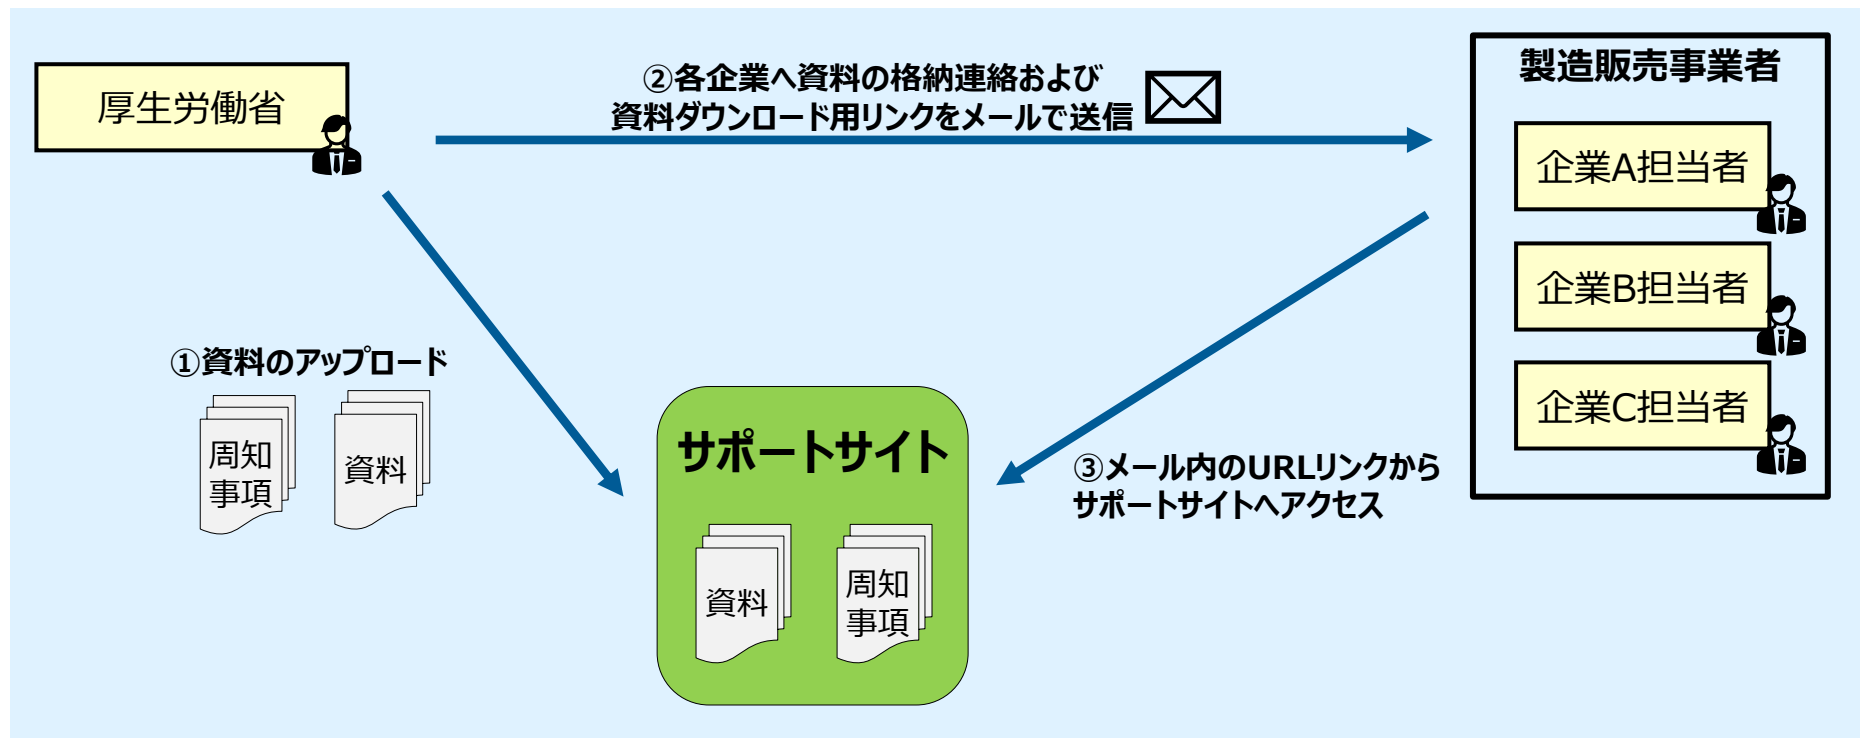 厚生労働省
②各企業へ資料の格納連絡および
資料ダウンロード用リンクをメールで送信
製造販売事業者
企業A担当者
企業B担当者
企業C担当者
①資料のアップロード
周知
事項
資料
サポートサイト
資料
周知
事項
③メール内のURLリンクから
サポートサイトへアクセス